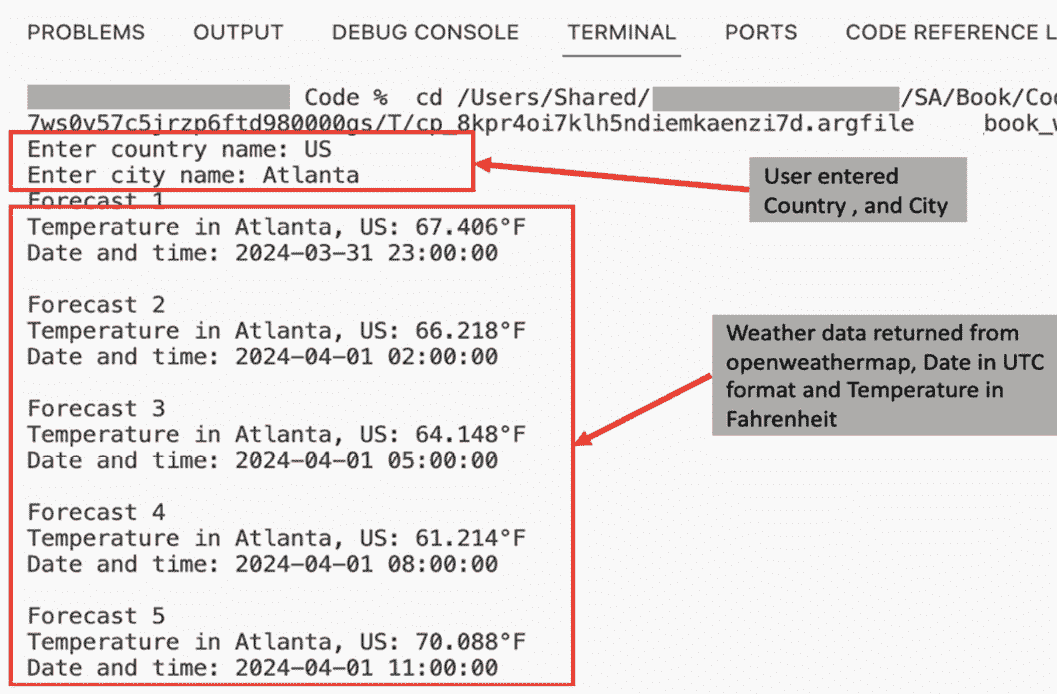 PROBLEMS OUTPUT DEBUG CONSOLE TERMINAL PORTS CODE REFERENCE L
Code % cd /Users/Shared/ /SA/Book/Cod
7ws0v57c5jrzp6ftd980000gs/T/cp_8kpr4oi7klh5ndiemkaenzi7d.argfile book_w
Enter country name: US
Enter city name: Atlanta
Forecast 1
Temperature in Atlanta, US: 67.406°F
Date and time: 2024-03-31 23:00:00
Forecast 2
Temperature in Atlanta, US: 66.218°F
Date and time: 2024-04-01 02:00:00
Forecast 3
Temperature in Atlanta, US: 64.148°F
Date and time: 2024-04-01 05:00:00
Forecast 4
Temperature in Atlanta, US: 61.214°F
Date and time: 2024-04-01 08:00:00
Forecast 5
Temperature in Atlanta, US: 70.088°F
Date and time: 2024-04-01 11:00:00
User entered
Country , and City
Weather data returned from
openweathermap, Date in UTC
format and Temperature in
Fahrenheit